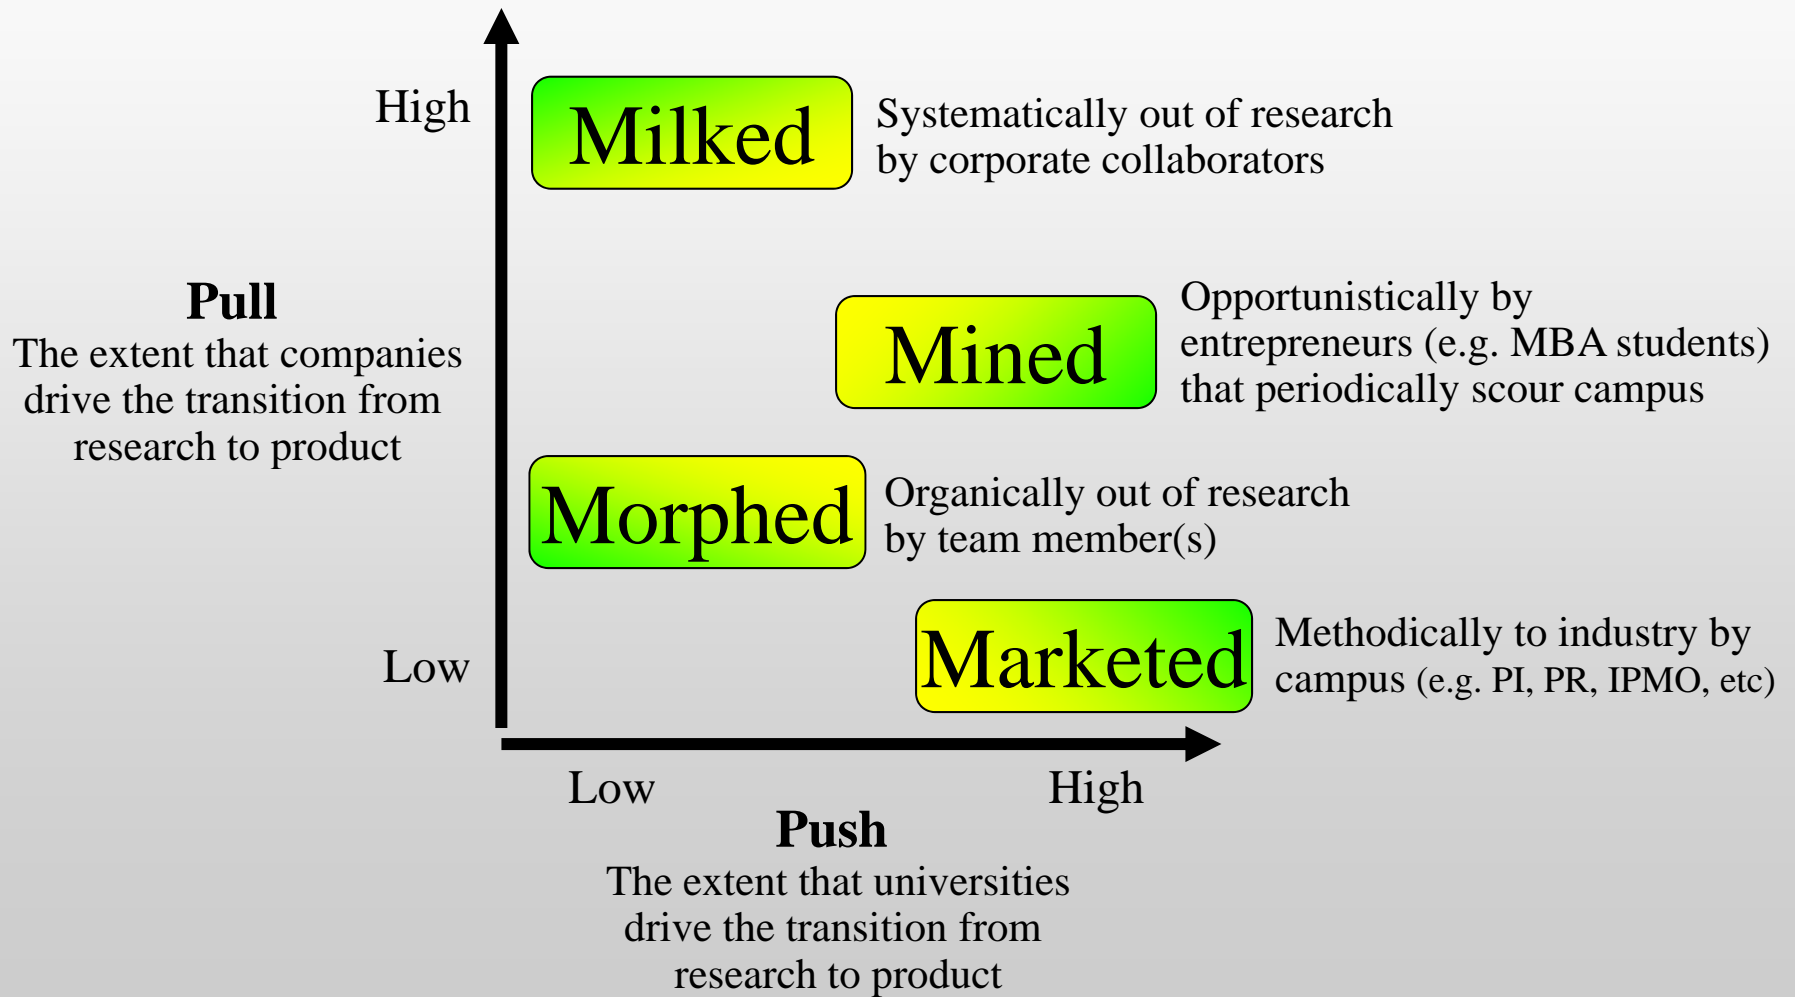 High
Milked
Systematically out of research
by corporate collaborators
Pull
The extent that companies
drive the transition from
research to product
Mined
Opportunistically by
entrepreneurs (e.g. MBA students)
that periodically scour campus
Morphed
Organically out of research
by team member(s)
Low
Marketed
Methodically to industry by
campus (e.g. PI, PR, IPMO, etc)
Low
High
Push
The extent that universities
drive the transition from
research to product